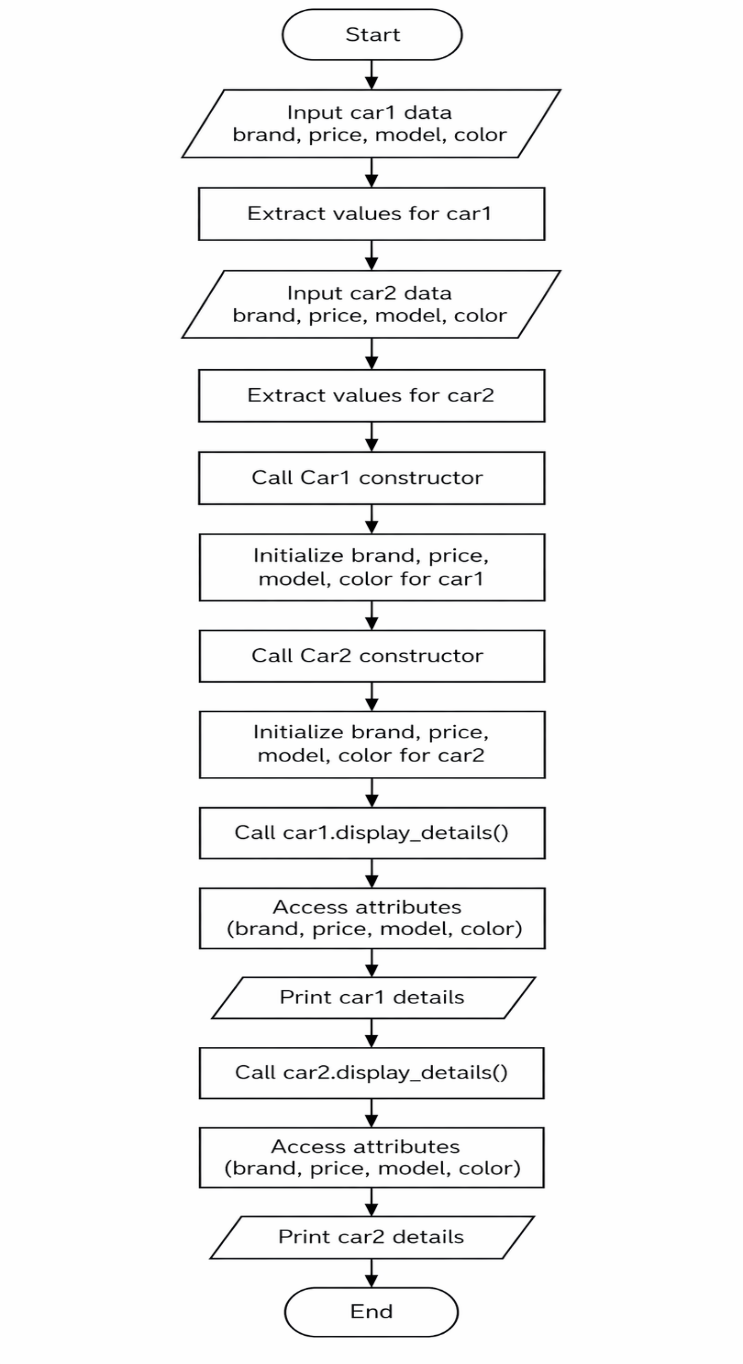 Start
Input car1 data
brand, price, model, color
Extract values for car1
Input car2 data
brand, price, model, color
Extract values for car2
Call Car1 constructor
Initialize brand, price,
model, color for car1
Call Car2 constructor
Initialize brand, price,
model, color for car2
Call car1.display_details()
Access attributes
(brand, price, model, color)
Print car1 details
Call car2.display_details()
Access attributes
(brand, price, model, color)
Print car2 details
End